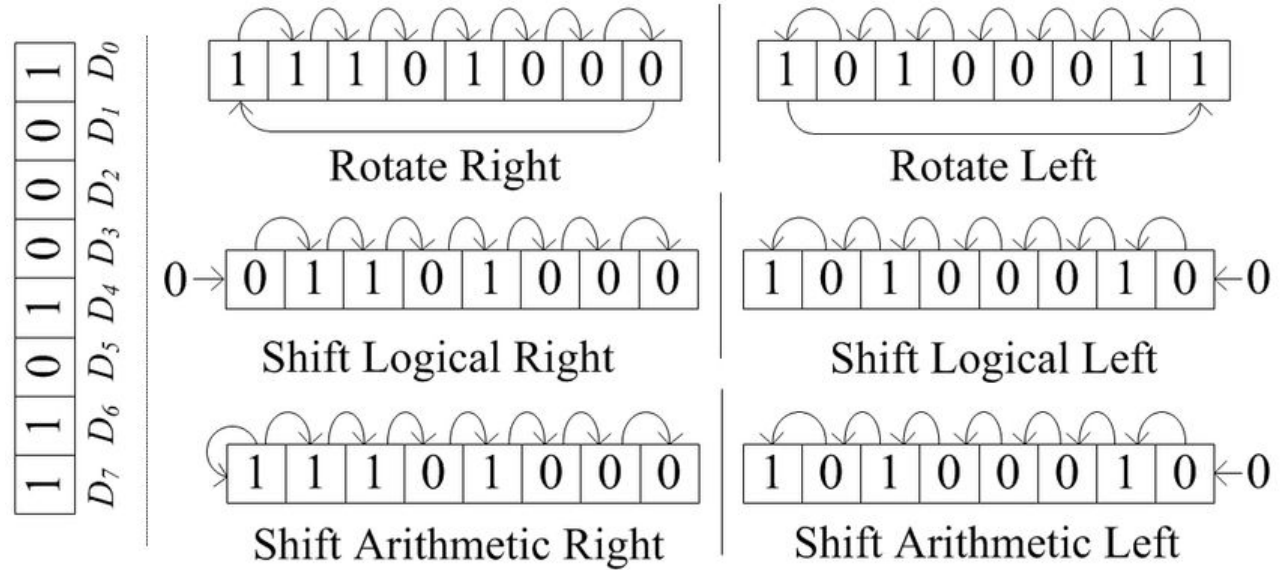 1 0 0 0 1 0 1 1
D0 D1 D2 D3 D4 D5 D6 D7
1 1 1 0 1 0 0 0
Rotate Right
1 0 1 0 0 0 1 1
Rotate Left
0 0 1 1 0 1 0 0 0
Shift Logical Right
1 0 1 0 0 0 1 0 0
Shift Logical Left
1 1 1 0 1 0 0 0
Shift Arithmetic Right
1 0 1 0 0 0 1 0 0
Shift Arithmetic Left